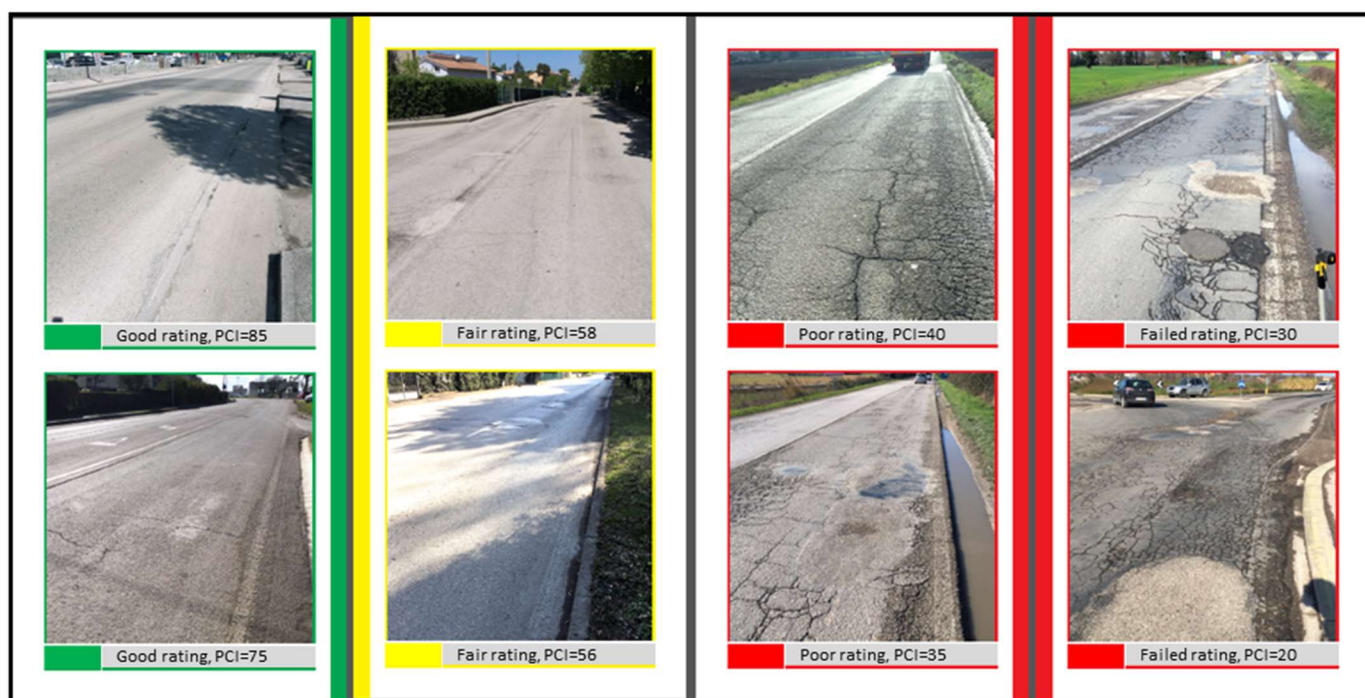 Good rating, PCI=85
Fair rating, PCI=58
Poor rating, PCI=40
Failed rating, PCI=30
Good rating, PCI=75
Fair rating, PCI=56
Poor rating, PCI=35
Failed rating, PCI=20